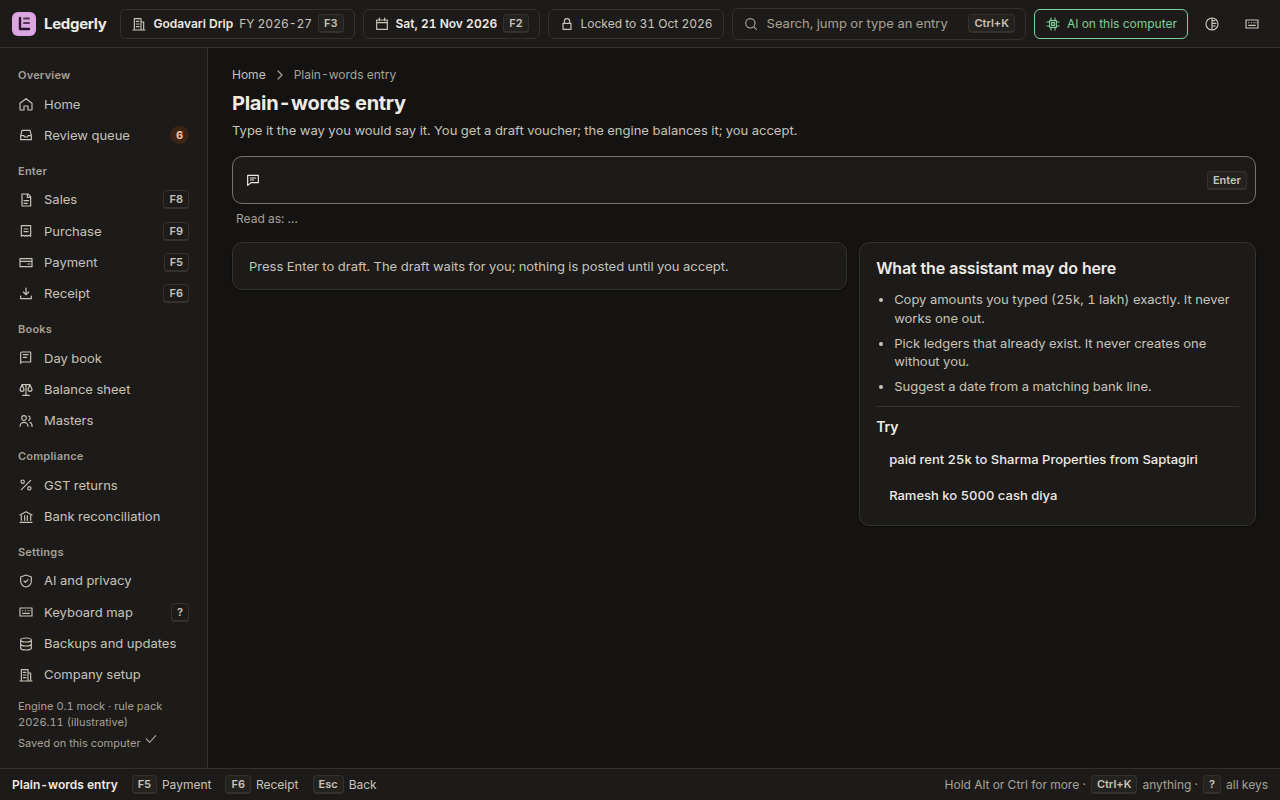 Ledgerly
Godavari Drip FY 2026-27 F3
Sat, 21 Nov 2026 F2
Locked to 31 Oct 2026
Search, jump or type an entry Ctrl+K
AI on this computer
Overview
Home
Review queue 6
Enter
Sales F8
Purchase F9
Payment F5
Receipt F6
Books
Day book
Balance sheet
Masters
Compliance
GST returns
Bank reconciliation
Settings
AI and privacy
Keyboard map ?
Backups and updates
Company setup
Engine 0.1 mock · rule pack
2026.11 (illustrative)
Saved on this computer
Home > Plain-words entry
Plain-words entry
Type it the way you would say it. You get a draft voucher; the engine balances it; you accept.
Enter
Read as: ...
Press Enter to draft. The draft waits for you; nothing is posted until you accept.
What the assistant may do here
• Copy amounts you typed (25k, 1 lakh) exactly. It never
works one out.
• Pick ledgers that already exist. It never creates one
without you.
• Suggest a date from a matching bank line.
Try
paid rent 25k to Sharma Properties from Saptagiri
Ramesh ko 5000 cash diya
Plain-words entry F5 Payment F6 Receipt Esc Back
Hold Alt or Ctrl for more · Ctrl+K anything · ? all keys